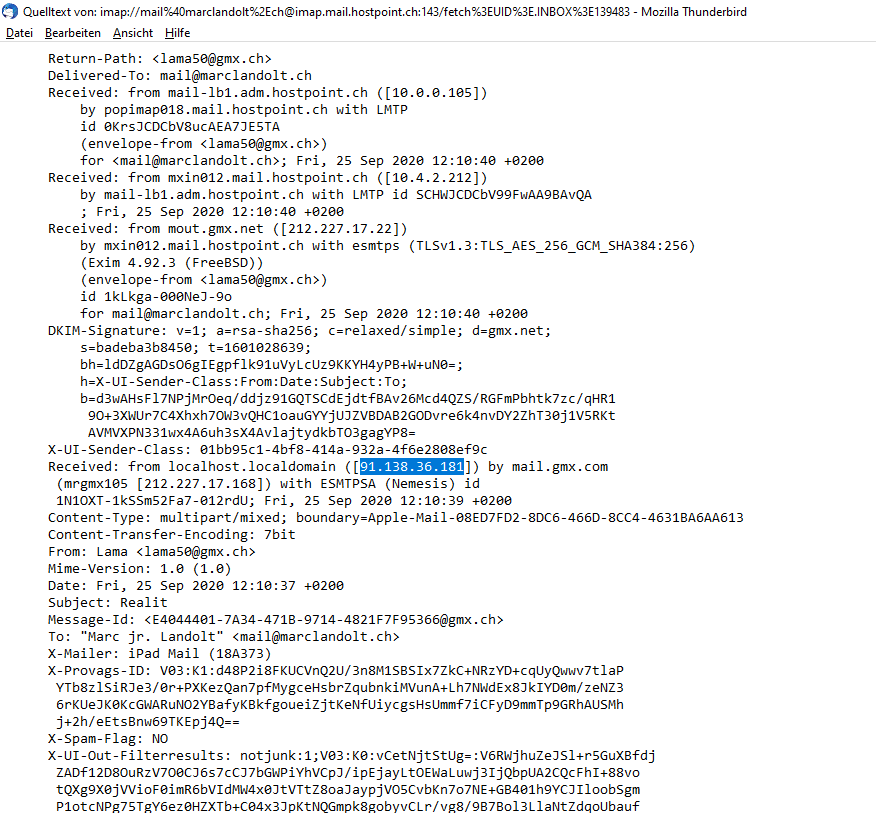 Quelltext von: imap://mail%40marclandolt%2Ech@imap.mail.hostpoint.ch:143/fetch%3EUID%3E.INBOX%3E139483 - Mozilla Thunderbird
Datei Bearbeiten Ansicht Hilfe
Return-Path: <lama50@gmx.ch>
Delivered-To: mail@marclandolt.ch
Received: from mail-lb1.adm.hostpoint.ch ([10.0.0.105])
by popimap018.mail.hostpoint.ch with LMTP
id 0KrsJCDCbV8ucAEA7JE5TA
(envelope-from <lama50@gmx.ch>)
for <mail@marclandolt.ch>; Fri, 25 Sep 2020 12:10:40 +0200
Received: from mxin012.mail.hostpoint.ch ([10.4.2.212])
by mail-lb1.adm.hostpoint.ch with LMTP id SCHWJCDCbV99FwAA9BAvQA
; Fri, 25 Sep 2020 12:10:40 +0200
Received: from mout.gmx.net ([212.227.17.22])
by mxin012.mail.hostpoint.ch with esmtps (TLSv1.3:TLS_AES_256_GCM_SHA384:256)
(Exim 4.92.3 (FreeBSD))
(envelope-from <lama50@gmx.ch>)
id 1kLkga-000NeJ-9o
for mail@marclandolt.ch; Fri, 25 Sep 2020 12:10:40 +0200
DKIM-Signature: v=1; a=rsa-sha256; c=relaxed/simple; d=gmx.net;
s=badeba3b8450; t=1601028639;
bh=ldDZgAGDsO6gIEgpflk91uVyLcUz9KKYH4yPB+W+uN0=;
h=X-UI-Sender-Class:From:Date:Subject:To;
b=d3wAHsFl7NPjMrOeq/ddjz91GQTSCdEjdtfBAv26Mcd4QZS/RGFmPbhtk7zc/qHR1
9O+3XWUr7C4Xhxh7OW3vQHC1oauGYYjUJZVBDAB2GODvre6k4nvDY2ZhT30j1V5RKt
AVMVXPN331wx4A6uh3sX4AvlajtydkbTO3gagYP8=
X-UI-Sender-Class: 01bb95c1-4bf8-414a-932a-4f6e2808ef9c
Received: from localhost.localdomain ([91.138.36.181]) by mail.gmx.com
(mrgmx105 [212.227.17.168]) with ESMTPSA (Nemesis) id
1N1OXT-1kSSm52Fa7-012rdU; Fri, 25 Sep 2020 12:10:39 +0200
Content-Type: multipart/mixed; boundary=Apple-Mail-08ED7FD2-8DC6-466D-8CC4-4631BA6AA613
Content-Transfer-Encoding: 7bit
From: Lama <lama50@gmx.ch>
Mime-Version: 1.0 (1.0)
Date: Fri, 25 Sep 2020 12:10:37 +0200
Subject: Realit
Message-Id: <E4044401-7A34-471B-9714-4821F7F95366@gmx.ch>
To: "Marc jr. Landolt" <mail@marclandolt.ch>
X-Mailer: iPad Mail (18A373)
X-Provags-ID: V03:K1:d48P2i8FKUCVnQ2U/3n8M1SBSIx7ZkC+NRzYD+cqUyQwwv7tlaP
YTb8zlSiRJe3/0r+PXKezQan7pfMygceHsbrZqubnkiMVunA+Lh7NWdEx8JkIYD0m/zeNZ3
6rKUeJK0KcGWARuNO2YBafyKBkfgoueiZjtKeNfUiycgsHsUmmf7iCFyD9mmTp9GRhAUSMh
j+2h/eEtsBnw69TKEpj4Q==
X-Spam-Flag: NO
X-UI-Out-Filterresults: notjunk:1;V03:K0:vCetNjtStUg=:V6RWjhuZeJSl+r5GuXBfdj
ZADf12D8OuRzV7O0CJ6s7cCJ7bGWPiYhVCpJ/ipEjayLtOEWaLuwj3IjQbpUA2CQcFhI+88vo
tQXg9X0jVVioF0imR6bVIdMW4x0JtVTtZ8oaJaypjVO5CvbKn7o7NE+GB401h9YCJIloobSgm
P1otcNPg75TgY6ez0HZXTb+C04x3JpKtNQGmpk8gobyvCLr/vg8/9B7Bol3LlaNtZdqoUbauf